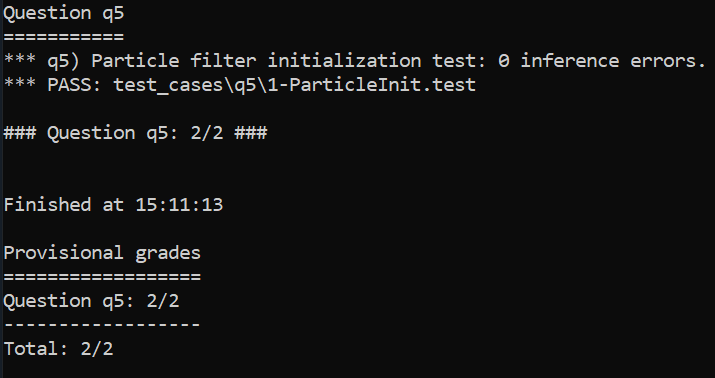 Question q5
===========
*** q5) Particle filter initialization test: 0 inference errors.
*** PASS: test_cases\q5\1-ParticleInit.test
### Question q5: 2/2 ###
Finished at 15:11:13
Provisional grades
==================
Question q5: 2/2
------------------
Total: 2/2